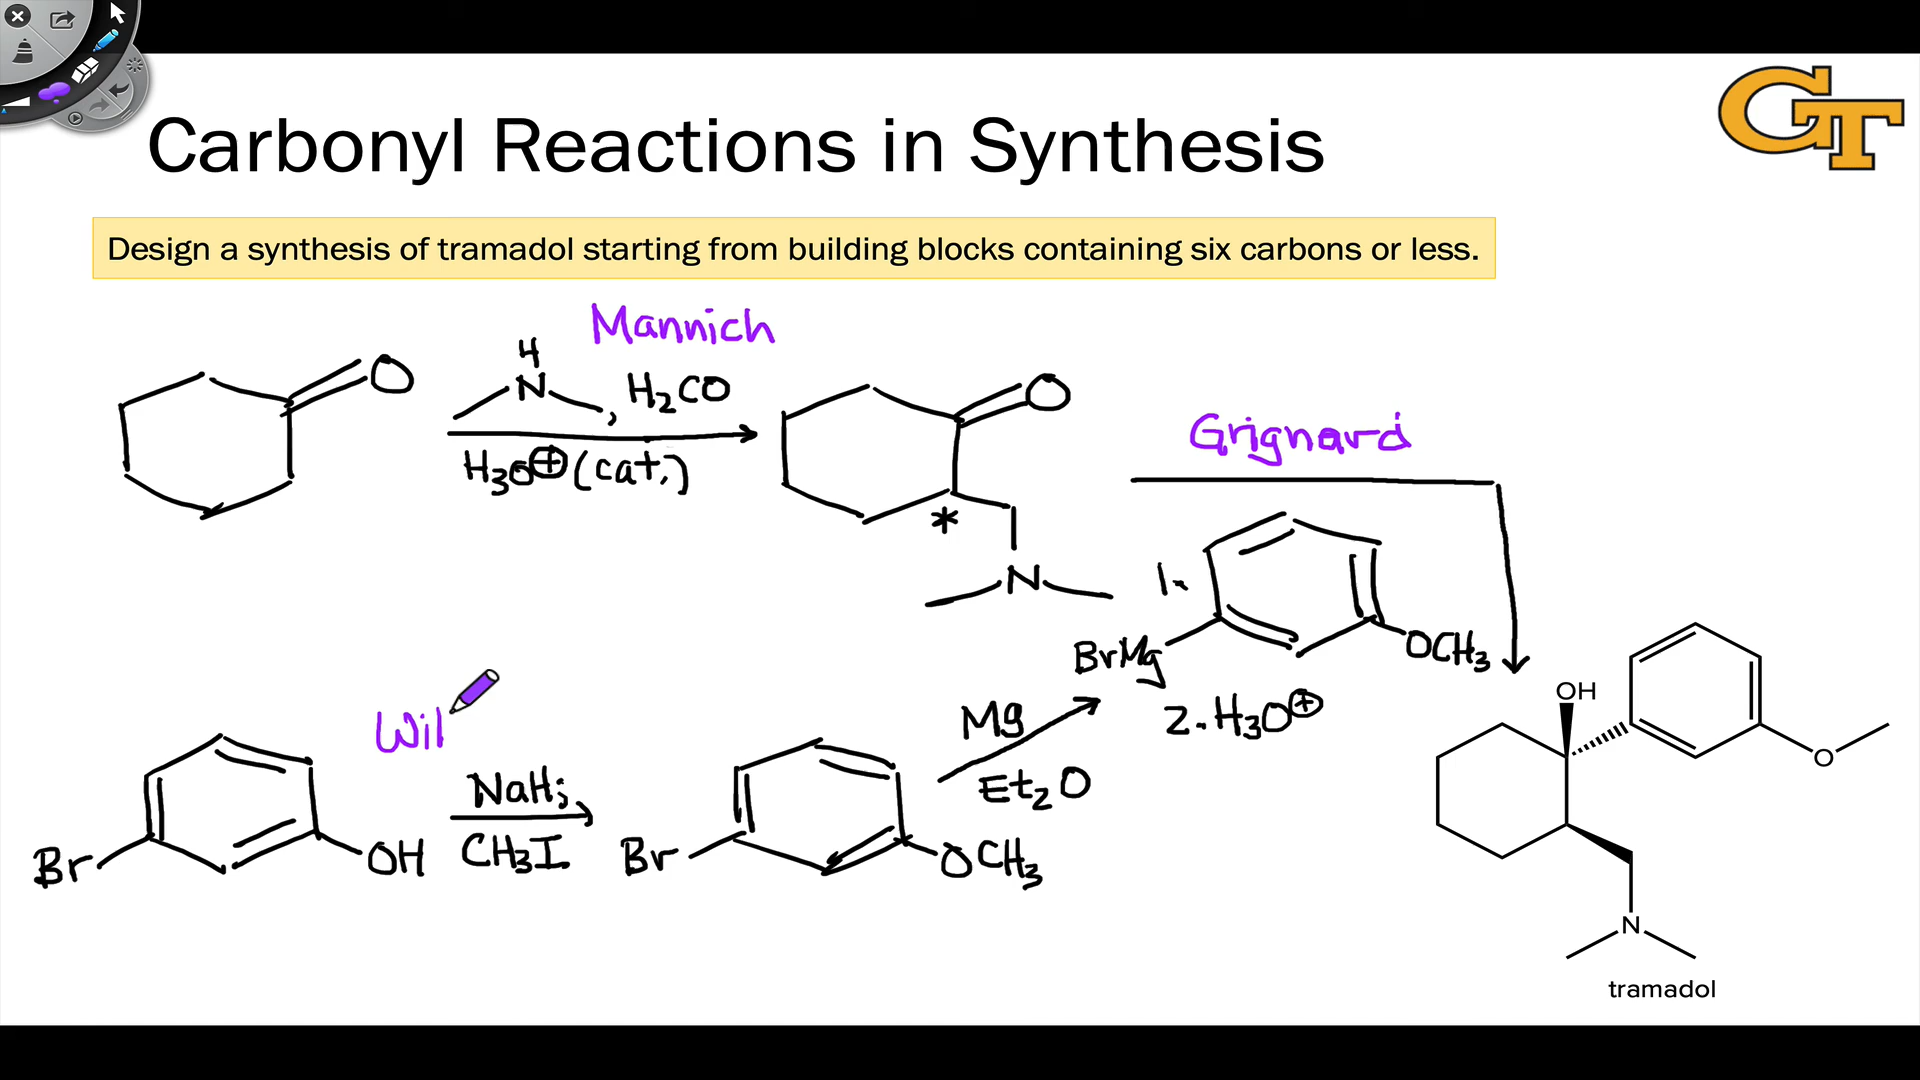 GT
Carbonyl Reactions in Synthesis
Design a synthesis of tramadol starting from building blocks containing six carbons or less.
Mannich
H
N, H₂CO
H₃O⊕ (cat.)
O
O
*
N
Grignard
1.
BrMg
OCH₃
2. H₃O⊕
Wil
NaH;
CH₃I
Br
OH
Br
OCH₃
Mg
Et₂O
OH
O
N
tramadol